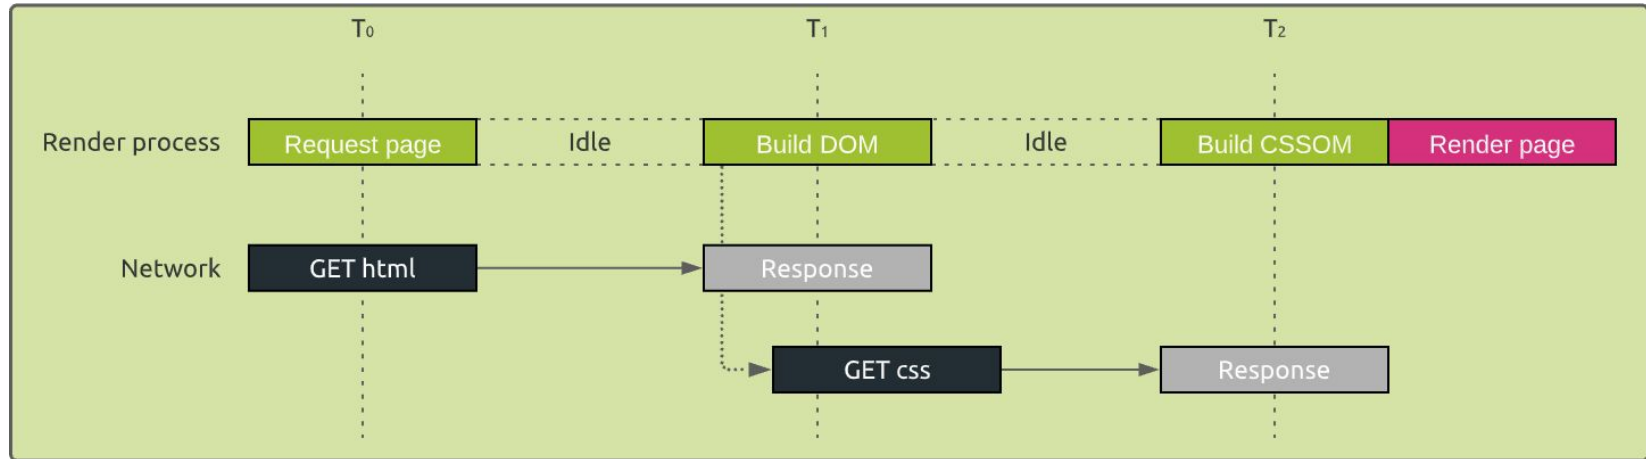 T₀ T₁ T₂
Render process Request page Idle Build DOM Idle Build CSSOM Render page
Network GET html Response
GET css Response